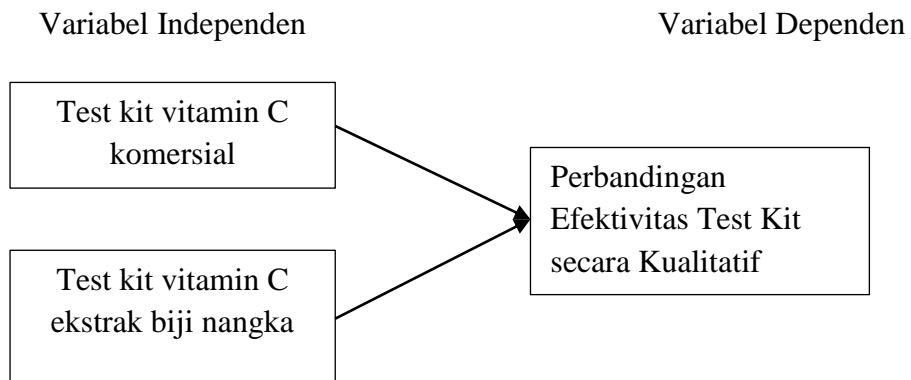 Variabel Independen
Variabel Dependen
Test kit vitamin C
komersial
Perbandingan
Efektivitas Test Kit
secara Kualitatif
Test kit vitamin C
ekstrak biji nangka